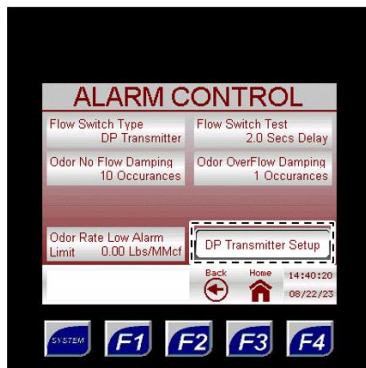 ALARM CONTROL
Flow Switch Type
DP Transmitter
Flow Switch Test
2.0 Secs Delay
Odor No Flow Damping
10 Occurances
Odor OverFlow Damping
1 Occurances
Odor Rate Low Alarm
Limit 0.00 Lbs/MMcf
DP Transmitter Setup
Back
Home
14:40:20
08/22/23
SYSTEM
F1
F2
F3
F4